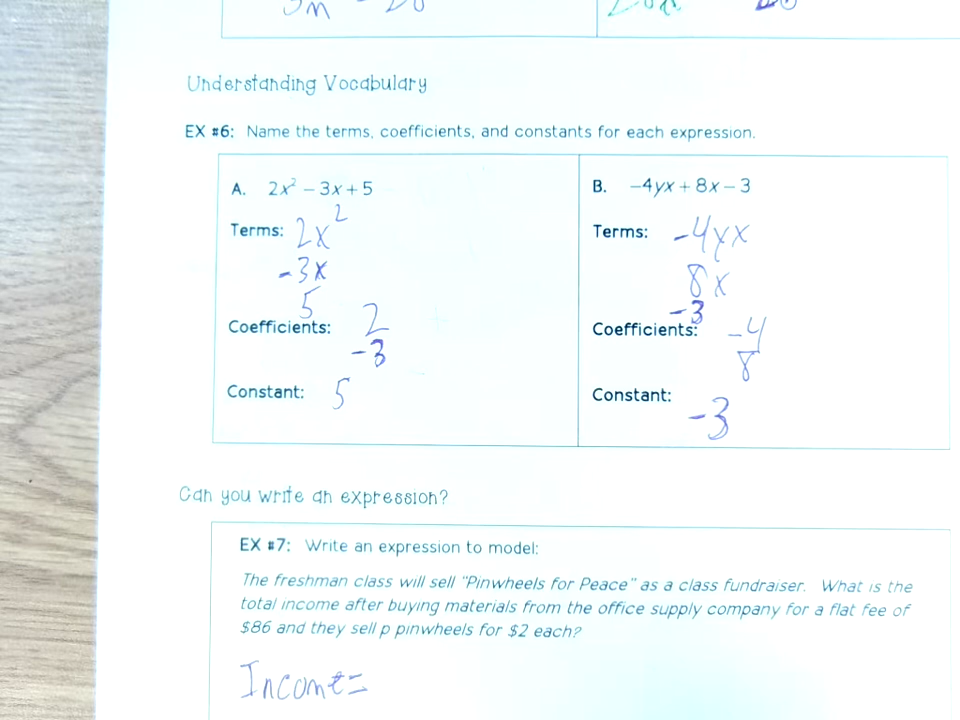 Understanding Vocabulary
EX #6: Name the terms, coefficients, and constants for each expression.
A. 2x² – 3x + 5
Terms: 2x²
-3x
5
Coefficients: 2
-3
Constant: 5
B. –4yx + 8x – 3
Terms: -4yx
8x
-3
Coefficients: -4
8
Constant:
-3
Can you write an expression?
EX #7: Write an expression to model:
The freshman class will sell "Pinwheels for Peace" as a class fundraiser. What is the
total income after buying materials from the office supply company for a flat fee of
$86 and they sell p pinwheels for $2 each?
Income=